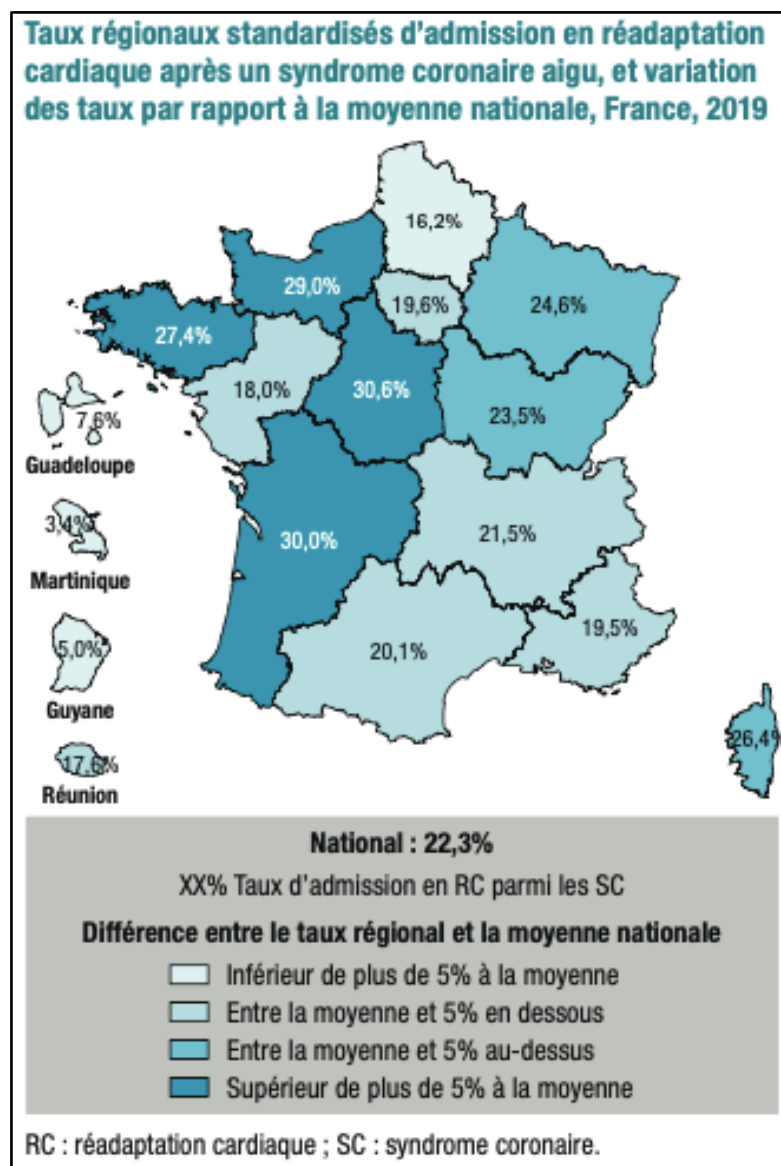 Taux régionaux standardisés d'admission en réadaptation
cardiaque après un syndrome coronaire aigu, et variation
des taux par rapport à la moyenne nationale, France, 2019
16,2%
29,0%
19,6%
24,6%
27,4%
18,0%
30,6%
23,5%
7,6%
Guadeloupe
3,4%
Martinique
30,0%
21,5%
5,0%
Guyane
20,1%
19,5%
17,6%
Réunion
26,4%
National : 22,3%
XX% Taux d'admission en RC parmi les SC
Différence entre le taux régional et la moyenne nationale
Inférieur de plus de 5% à la moyenne
Entre la moyenne et 5% en dessous
Entre la moyenne et 5% au-dessus
Supérieur de plus de 5% à la moyenne
RC : réadaptation cardiaque ; SC : syndrome coronaire.